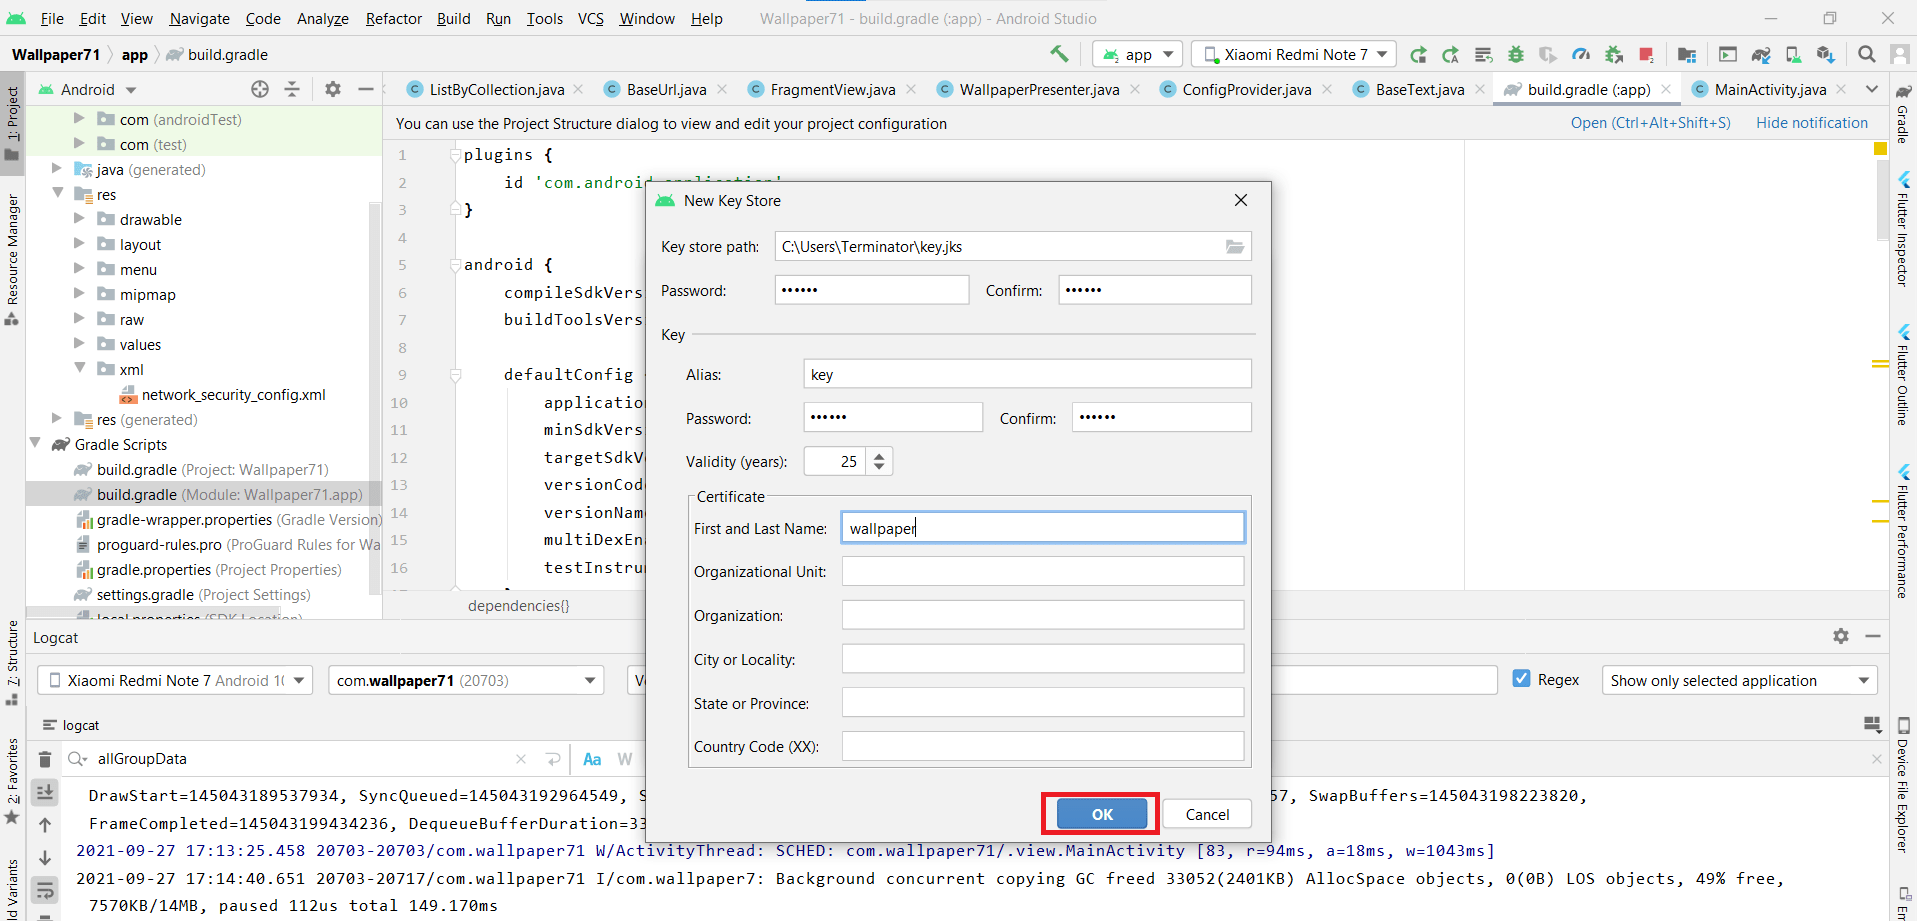 File Edit View Navigate Code Analyze Refactor Build Run Tools VCS Window Help Wallpaper71 - build.gradle (:app) - Android Studio
Wallpaper71 app build.gradle app Xiaomi Redmi Note 7
1: Project
Resource Manager
7: Structure
2: Favorites
Android
com (androidTest)
com (test)
java (generated)
res
drawable
layout
menu
mipmap
raw
values
xml
network_security_config.xml
res (generated)
Gradle Scripts
build.gradle (Project: Wallpaper71)
build.gradle (Module: Wallpaper71.app)
gradle-wrapper.properties (Gradle Version)
proguard-rules.pro (ProGuard Rules for Wa
gradle.properties (Project Properties)
settings.gradle (Project Settings)
local.properties (SDK Location)
ListByCollection.java BaseUrl.java FragmentView.java WallpaperPresenter.java ConfigProvider.java BaseText.java build.gradle (:app) MainActivity.java
You can use the Project Structure dialog to view and edit your project configuration Open (Ctrl+Alt+Shift+S) Hide notification
1 plugins {
2 id 'com.android.application'
3 }
4
5 android {
6 compileSdkVers
7 buildToolsVers
8
9 defaultConfig
10 application
11 minSdkVers
12 targetSdkV
13 versionCod
14 versionNam
15 multiDexEn
16 testInstru
dependencies{}
New Key Store
Key store path: C:\Users\Terminator\key.jks
Password: •••••• Confirm: ••••••
Key
Alias: key
Password: •••••• Confirm: ••••••
Validity (years): 25
Certificate
First and Last Name: wallpaper
Organizational Unit:
Organization:
City or Locality:
State or Province:
Country Code (XX):
OK Cancel
Gradle
Flutter Inspector
Flutter Outline
Flutter Performance
Device File Explorer
Logcat
Xiaomi Redmi Note 7 Android 10 com.wallpaper71 (20703) Regex Show only selected application
logcat
allGroupData Aa W
DrawStart=145043189537934, SyncQueued=145043192964549, S 57, SwapBuffers=145043198223820,
FrameCompleted=145043199434236, DequeueBufferDuration=33
2021-09-27 17:13:25.458 20703-20703/com.wallpaper71 W/ActivityThread: SCHED: com.wallpaper71/.view.MainActivity [83, r=94ms, a=18ms, w=1043ms]
2021-09-27 17:14:40.651 20703-20717/com.wallpaper71 I/com.wallpaper7: Background concurrent copying GC freed 33052(2401KB) AllocSpace objects, 0(0B) LOS objects, 49% free,
7570KB/14MB, paused 112us total 149.170ms